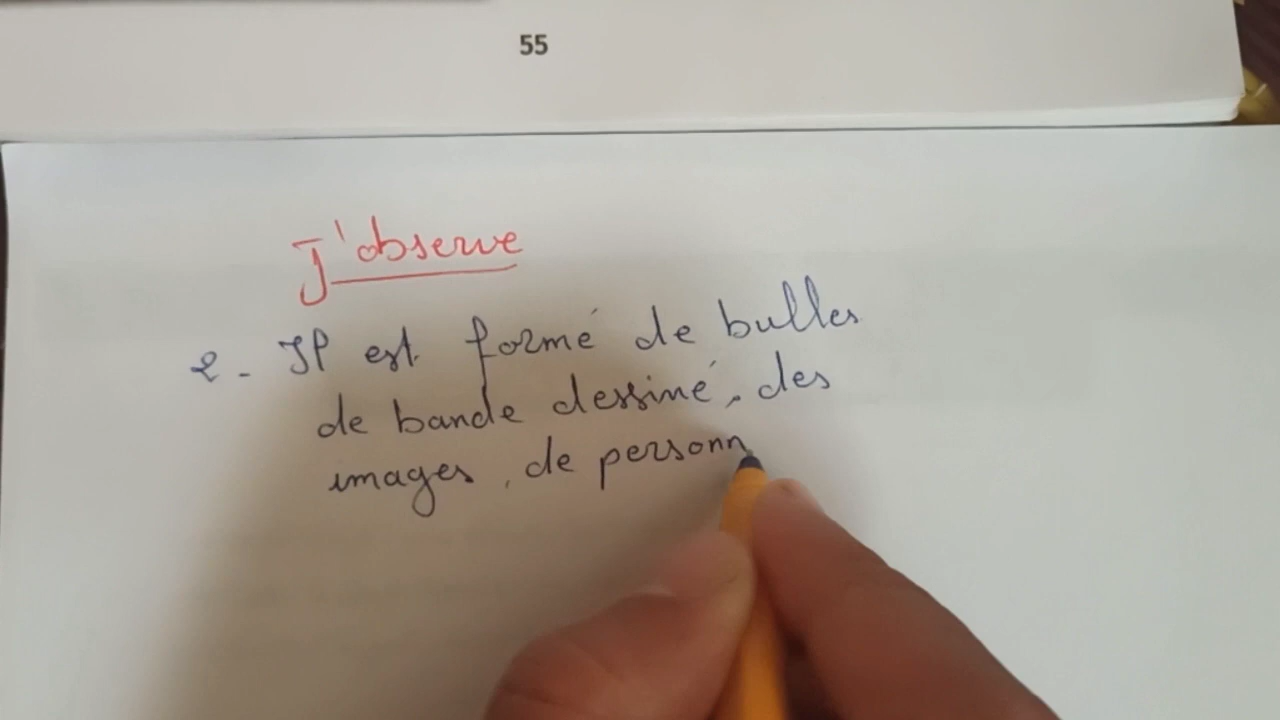 55
J'observe
2. Il est formé de bulles
de bande dessiné, des
images, de personn